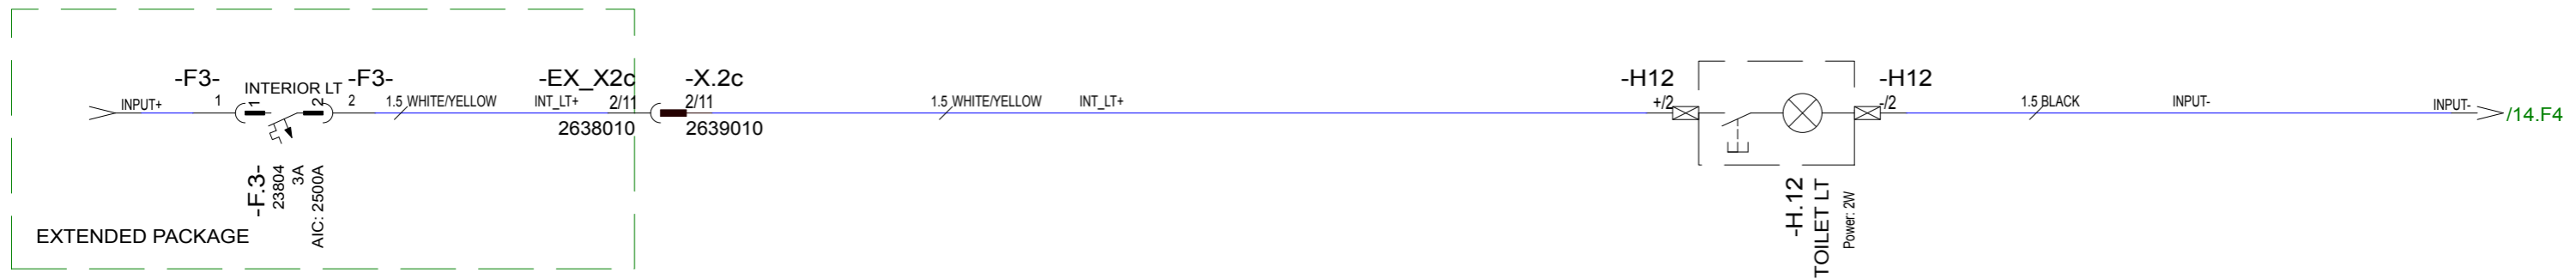 -F3-
INTERIOR LT
-F3-
-EX_X2c
-X.2c
-H12
-H12
INPUT+
1
1
2
2
1.5 WHITE/YELLOW
INT_LT+
2/11
2/11
1.5 WHITE/YELLOW
INT_LT+
+/2
-/2
1.5 BLACK
INPUT-
INPUT-
/14.F4
2638010
2639010
-F.3-
23804
3A
AIC: 2500A
-H.12
TOILET LT
Power: 2W
EXTENDED PACKAGE